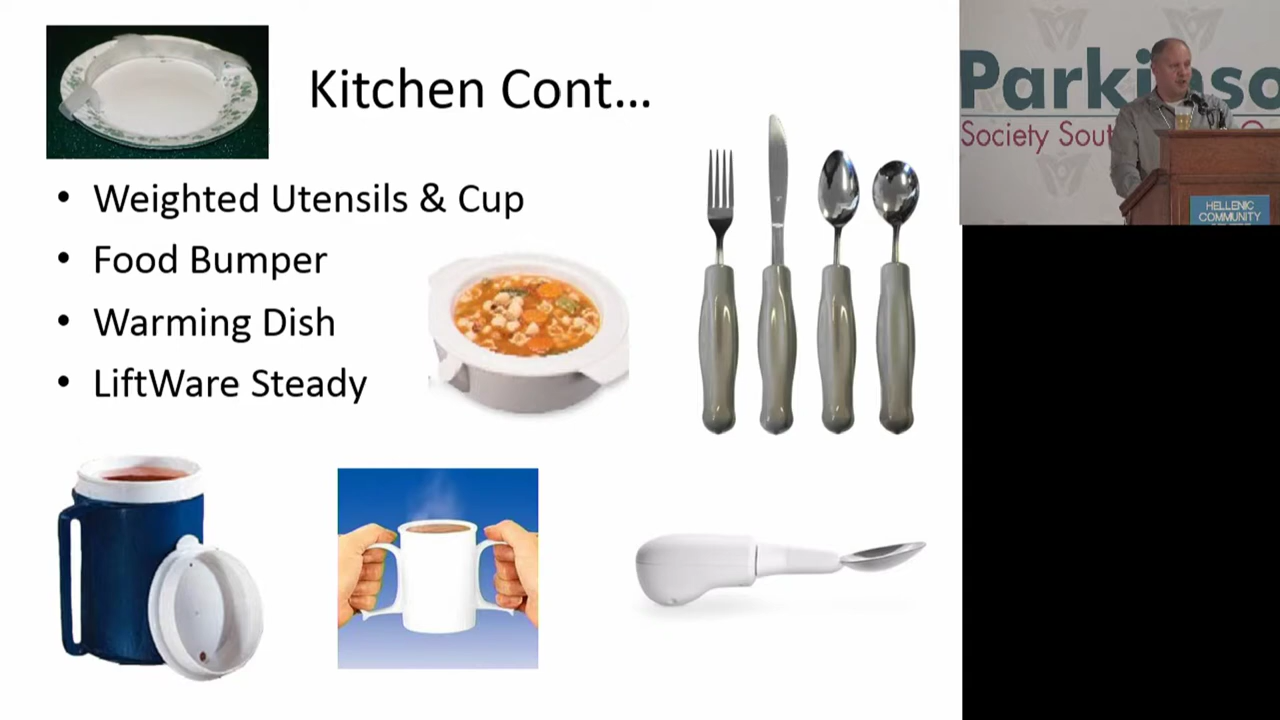 Kitchen Cont...
• Weighted Utensils & Cup
• Food Bumper
• Warming Dish
• LiftWare Steady
Parkinso
Society Sout
HELLENIC
COMMUNITY